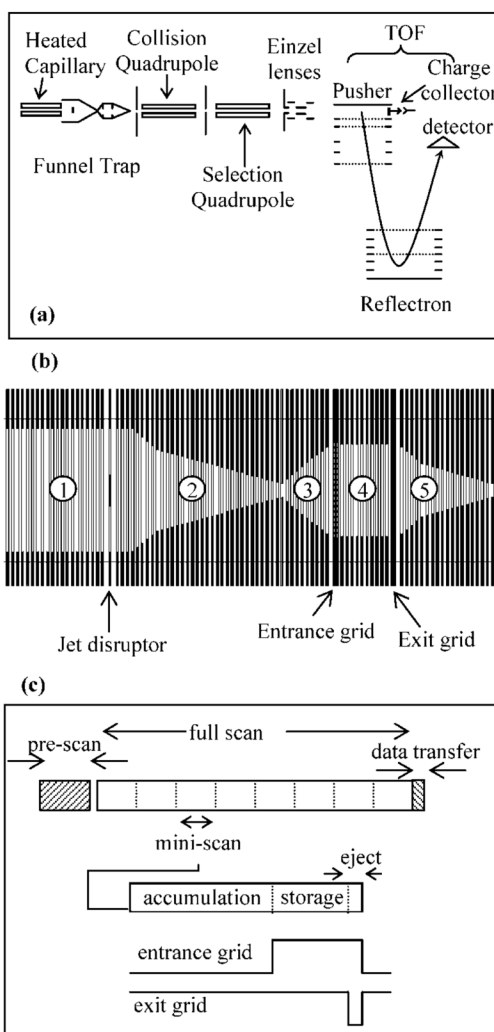 TOF
Heated
Capillary
Collision
Quadrupole
Einzel
lenses
Pusher
Charge
collector
detector
Funnel Trap
Selection
Quadrupole
Reflectron
(a)
(b)
1 2 3 4 5
Jet disruptor
Entrance grid
Exit grid
(c)
full scan
pre-scan
data transfer
mini-scan
eject
accumulation storage
entrance grid
exit grid